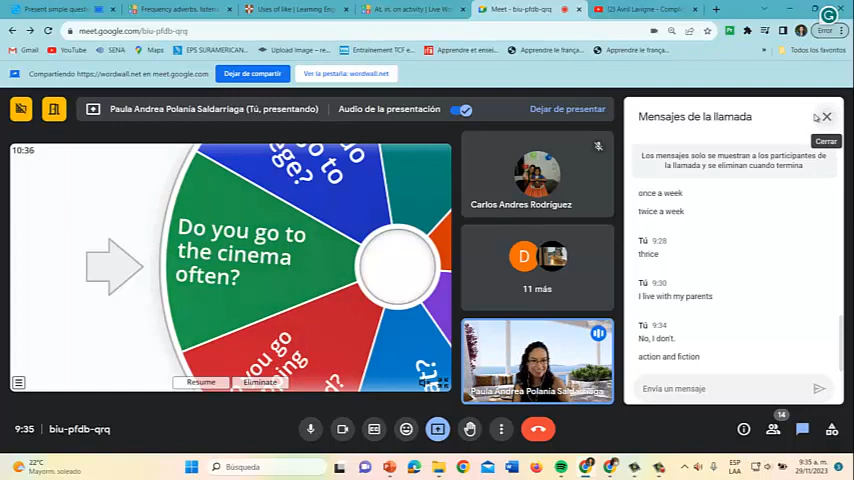 Present simple questi
Frequency adverbs, listeni
Uses of like | Learning Eng
At, in, on activity | Live Wo
Meet - biu-pfdb-qrq
(2) Avril Lavigne - Comple
meet.google.com/biu-pfdb-qrq
Error
Gmail
YouTube
SENA
Maps
EPS SURAMERICAN...
Upload Image – re...
Entraînement TCF e...
Apprendre et ensei...
Apprendre le franç...
Apprendre le franç...
Todos los favoritos
Compartiendo https://wordwall.net en meet.google.com
Dejar de compartir
Ver la pestaña: wordwall.net
Paula Andrea Polanía Saldarriaga (Tú, presentando)
Audio de la presentación
Dejar de presentar
10:36
Do you go to
the cinema
often?
Resume
Eliminate
Carlos Andres Rodríguez
D
11 más
Paula Andrea Polanía Saldarriaga
Mensajes de la llamada
Cerrar
Los mensajes solo se muestran a los participantes de
la llamada y se eliminan cuando termina
once a week
twice a week
Tú 9:28
thrice
Tú 9:30
I live with my parents
Tú 9:34
No, I don't.
action and fiction
Envía un mensaje
9:35 | biu-pfdb-qrq
14
22°C
Mayorm. soleado
Búsqueda
ESP
LAA
9:35 a. m.
29/11/2023